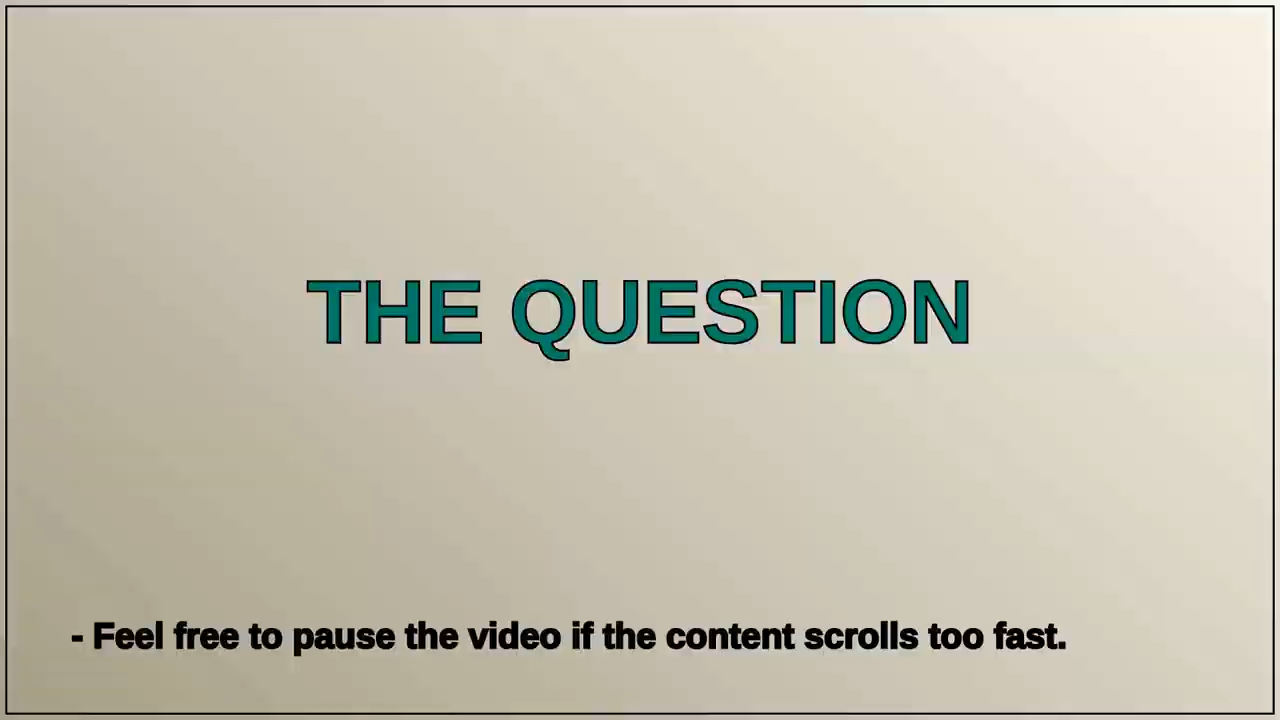 THE QUESTION
- Feel free to pause the video if the content scrolls too fast.